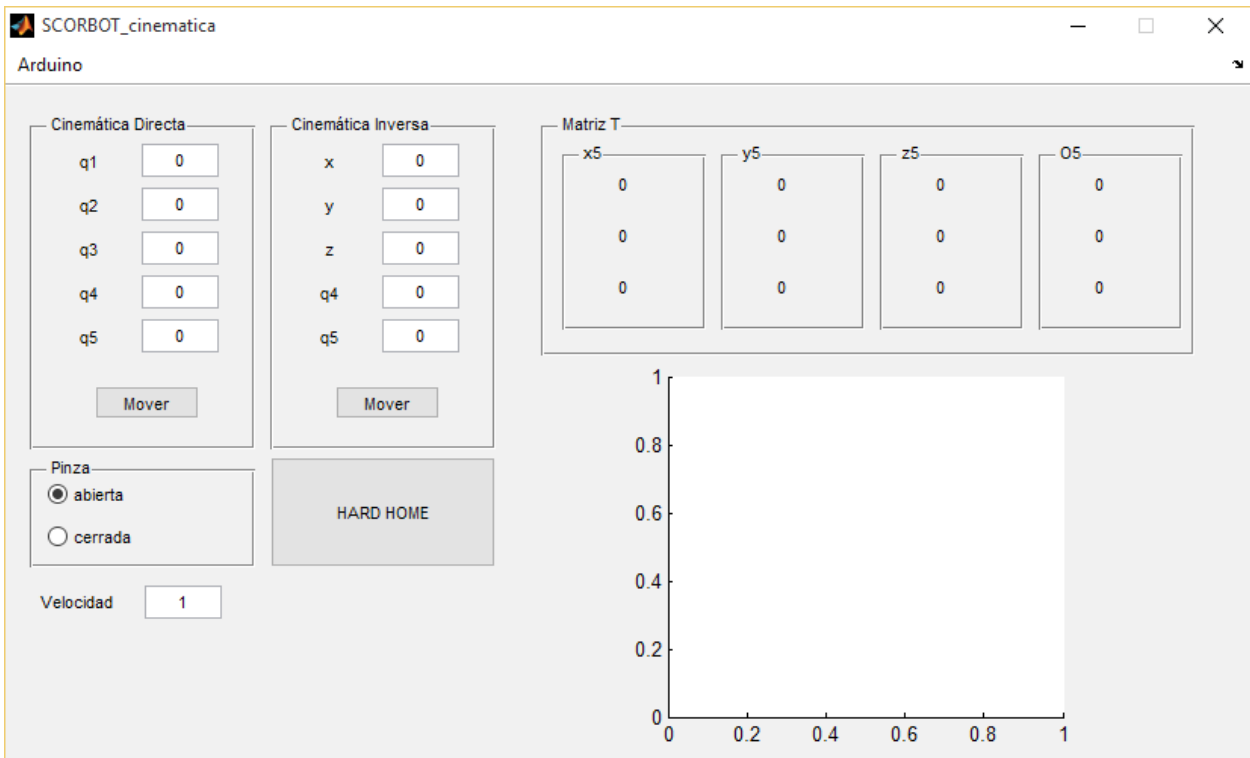 SCORBOT_cinematica
Arduino
Cinemática Directa
q1 0
q2 0
q3 0
q4 0
q5 0
Mover
Cinemática Inversa
x 0
y 0
z 0
q4 0
q5 0
Mover
Matriz T
x5 y5 z5 O5
0 0 0 0
0 0 0 0
0 0 0 0
Pinza
abierta
cerrada
HARD HOME
Velocidad 1
1
0.8
0.6
0.4
0.2
0
0 0.2 0.4 0.6 0.8 1